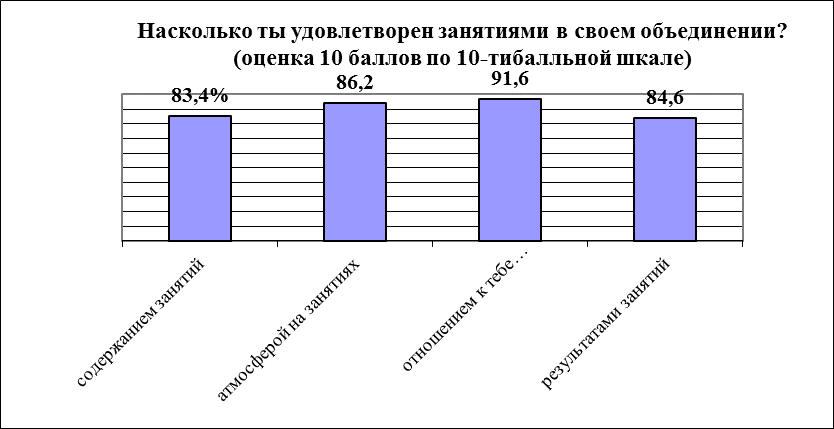 Насколько ты удовлетворен занятиями в своем объединении?
(оценка 10 баллов по 10-тибалльной шкале)
83,4%
86,2
91,6
84,6
содержанием занятий
атмосферой на занятиях
отношением к тебе…
результатами занятий